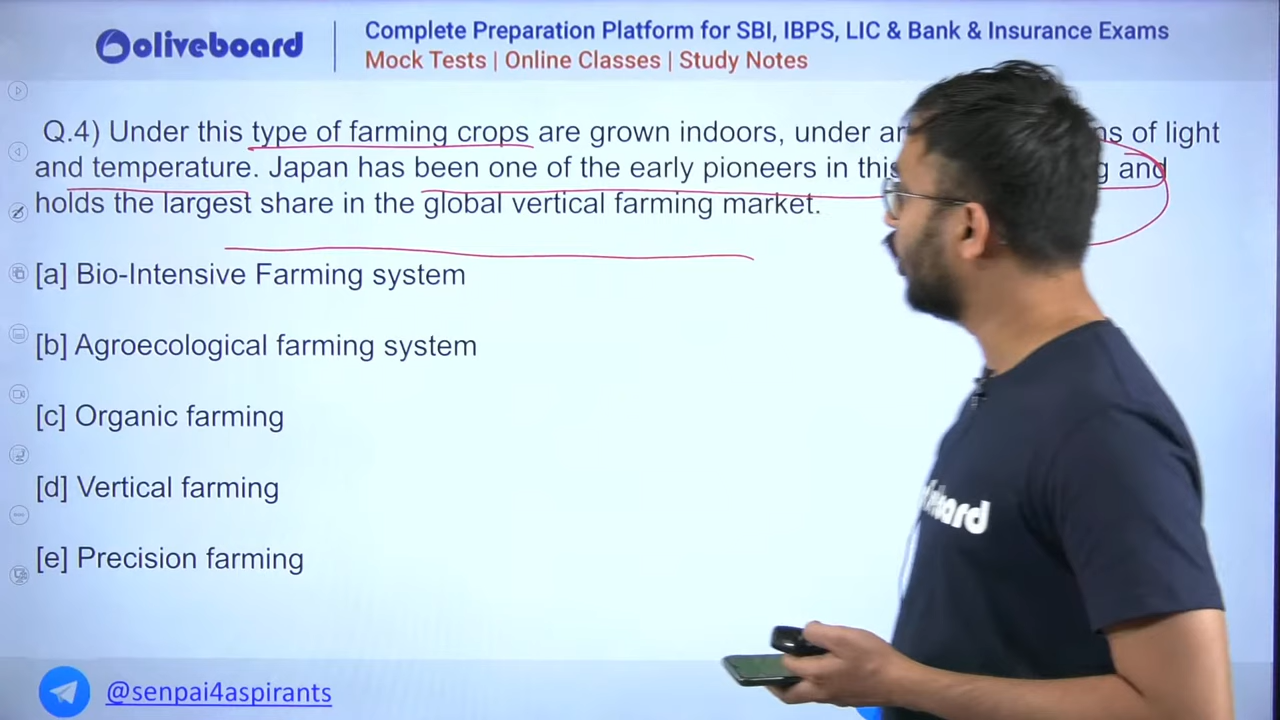 oliveboard
Complete Preparation Platform for SBI, IBPS, LIC & Bank & Insurance Exams
Mock Tests | Online Classes | Study Notes
Q.4) Under this type of farming crops are grown indoors, under of light
and temperature. Japan has been one of the early pioneers in this and
holds the largest share in the global vertical farming market.
[a] Bio-Intensive Farming system
[b] Agroecological farming system
[c] Organic farming
[d] Vertical farming
[e] Precision farming
@senpai4aspirants